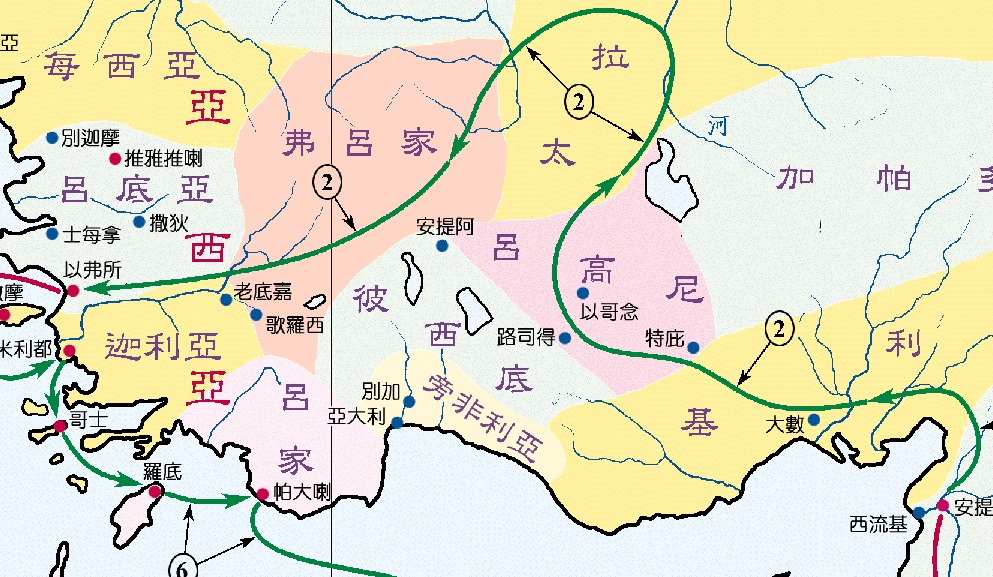 亞
每西亞
亞
西
亞
別迦摩
推雅推喇
呂底亞
撒狄
士每拿
以弗所
摩
米利都
哥士
羅底
帕大喇
弗呂家
2
2
拉
太
河
加帕多
安提阿
老底嘉
歌羅西
彼
西
底
呂
高
尼
以哥念
路司得
特庇
2
利
基
大數
迦利亞
呂
家
別加
亞大利
旁非利亞
西流基
安提
6